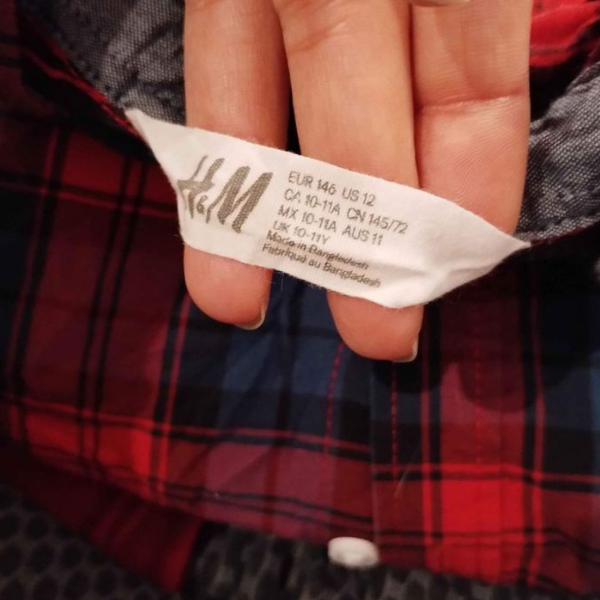 H&M
EUR 146 US 12
CA 10-11A CN 145/72
MX 10-11A AUS 11
UK 10-11Y
Made in Bangladesh
Fabriqué au Bangladesh